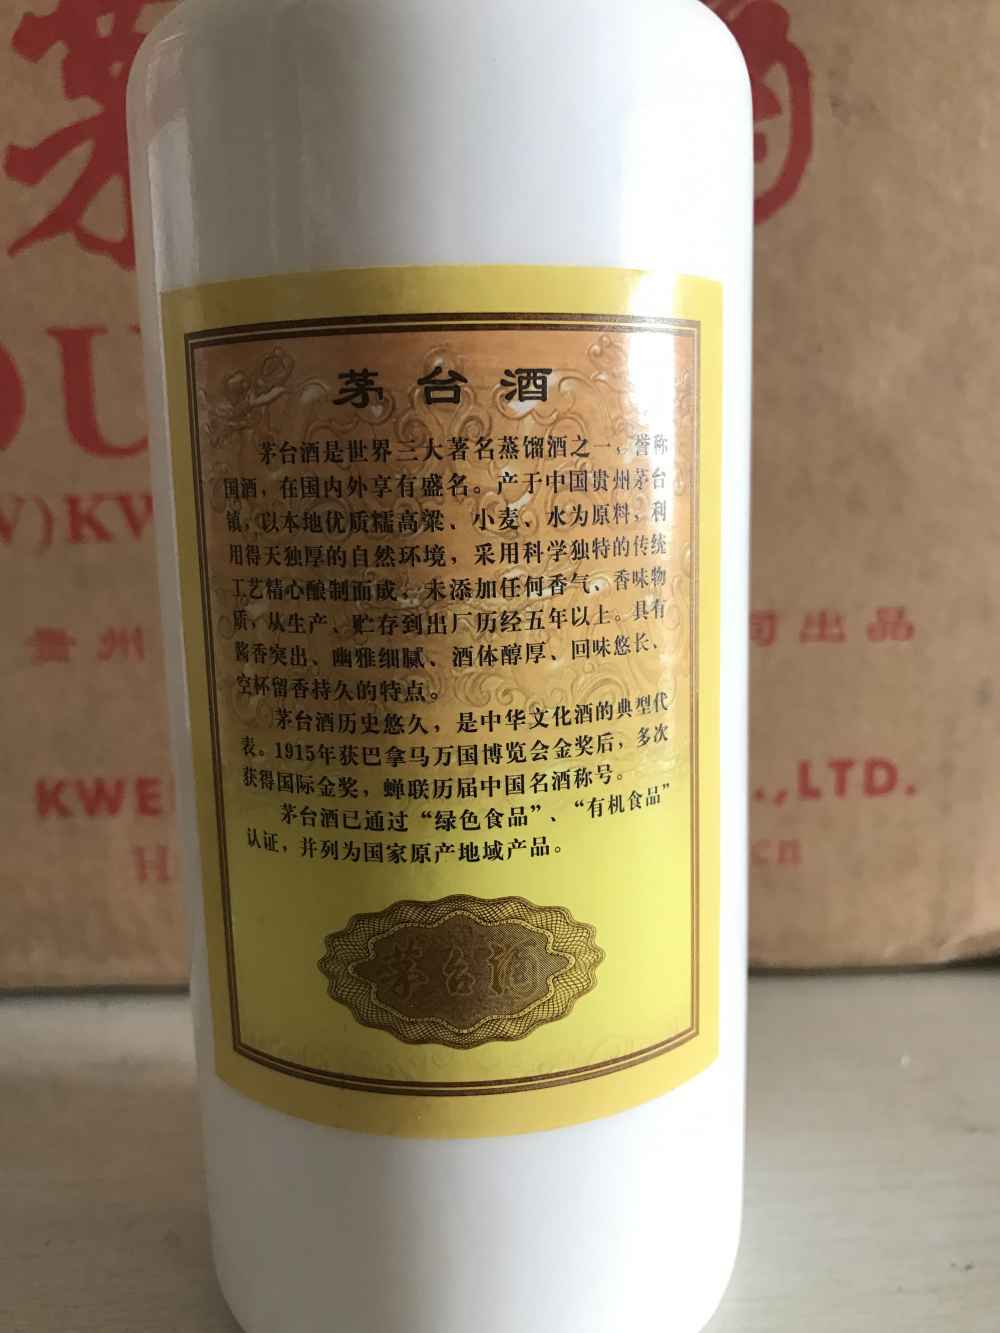 茅台酒
茅台酒是世界三大著名蒸馏酒之一，誉称
国酒，在国内外享有盛名。产于中国贵州茅台
镇，以本地优质糯高粱、小麦、水为原料，利
用得天独厚的自然环境，采用科学独特的传统
工艺精心酿制而成，未添加任何香气、香味物
质，从生产、贮存到出厂历经五年以上。具有
酱香突出、幽雅细腻、酒体醇厚、回味悠长、
空杯留香持久的特点。
茅台酒历史悠久，是中华文化酒的典型代
表。1915年获巴拿马万国博览会金奖后，多次
获得国际金奖，蝉联历届中国名酒称号。
茅台酒已通过“绿色食品”、“有机食品”
认证，并列为国家原产地域产品。
茅台酒
OU
)KW
贵州
司出品
KWE
.,LTD.
H
cn